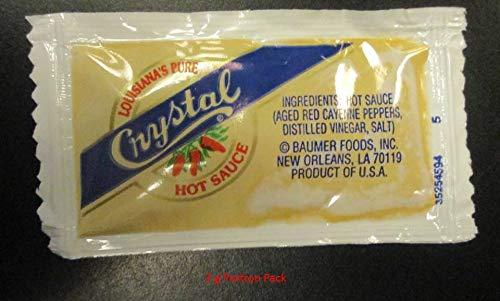 LOUISIANA'S PURE
Crystal
®
HOT SAUCE
INGREDIENTS: HOT SAUCE
(AGED RED CAYENNE PEPPERS,
DISTILLED VINEGAR, SALT)
© BAUMER FOODS, INC.
NEW ORLEANS, LA 70119
PRODUCT OF U.S.A.
35254594 5
Pack